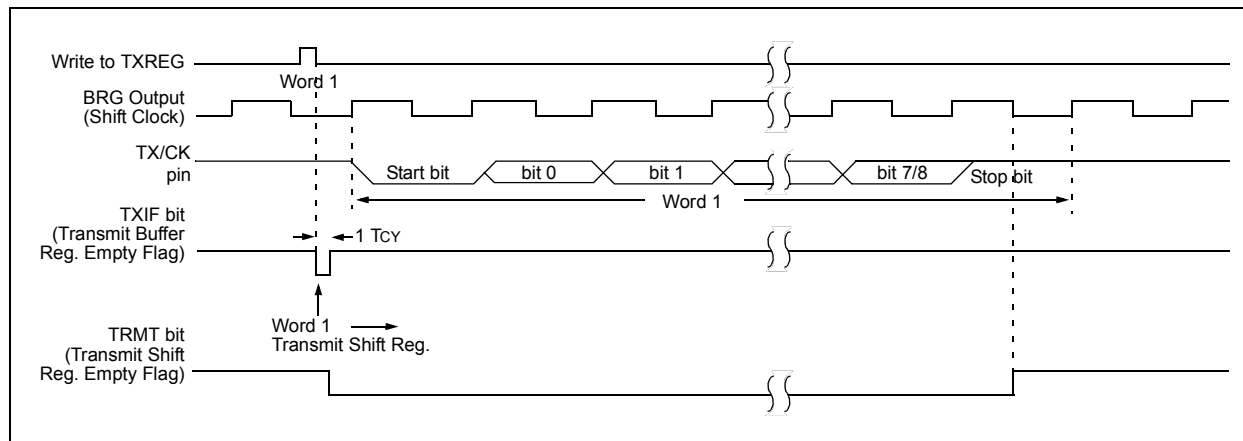 Write to TXREG
Word 1
BRG Output
(Shift Clock)
TX/CK
pin
Start bit
bit 0
bit 1
bit 7/8
Stop bit
Word 1
TXIF bit
(Transmit Buffer
Reg. Empty Flag)
1 TCY
Word 1
Transmit Shift Reg.
TRMT bit
(Transmit Shift
Reg. Empty Flag)